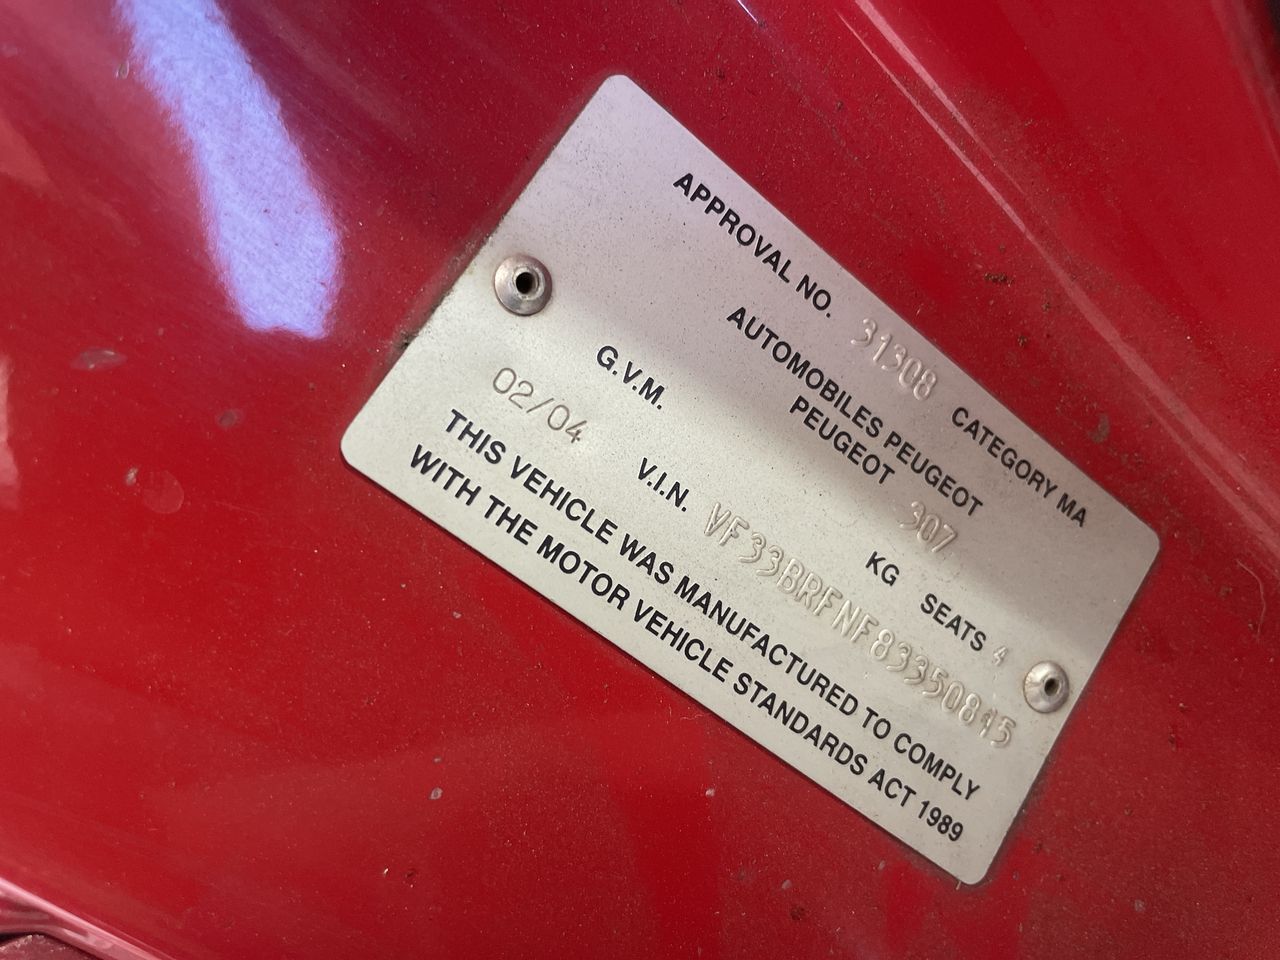 APPROVAL NO. 31308 CATEGORY MA
AUTOMOBILES PEUGEOT
PEUGEOT 307
G.V.M. KG SEATS 4
02/04 V.I.N. VF33BRFNF83350815
THIS VEHICLE WAS MANUFACTURED TO COMPLY
WITH THE MOTOR VEHICLE STANDARDS ACT 1989